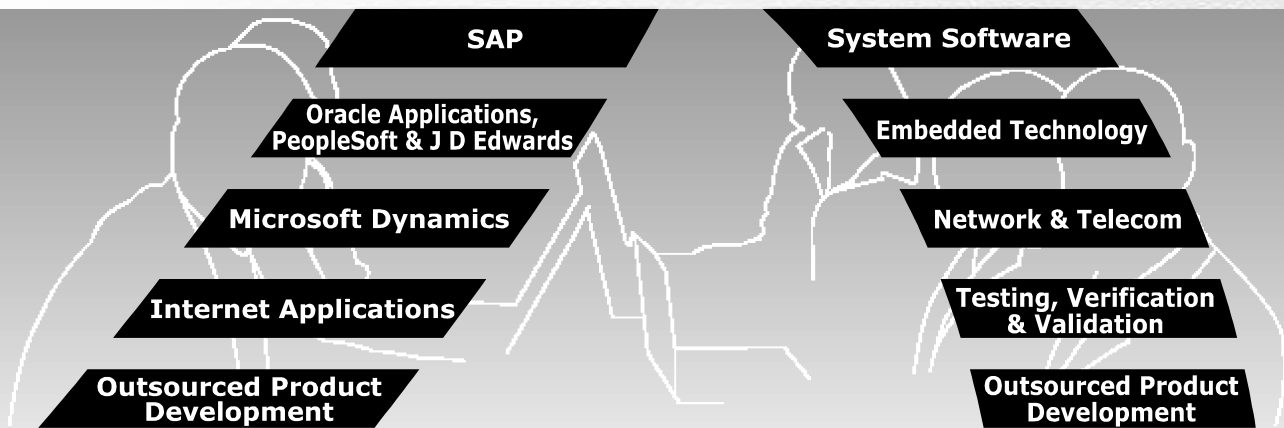 SAP
Oracle Applications,
PeopleSoft & J D Edwards
Microsoft Dynamics
Internet Applications
Outsourced Product
Development
System Software
Embedded Technology
Network & Telecom
Testing, Verification
& Validation
Outsourced Product
Development